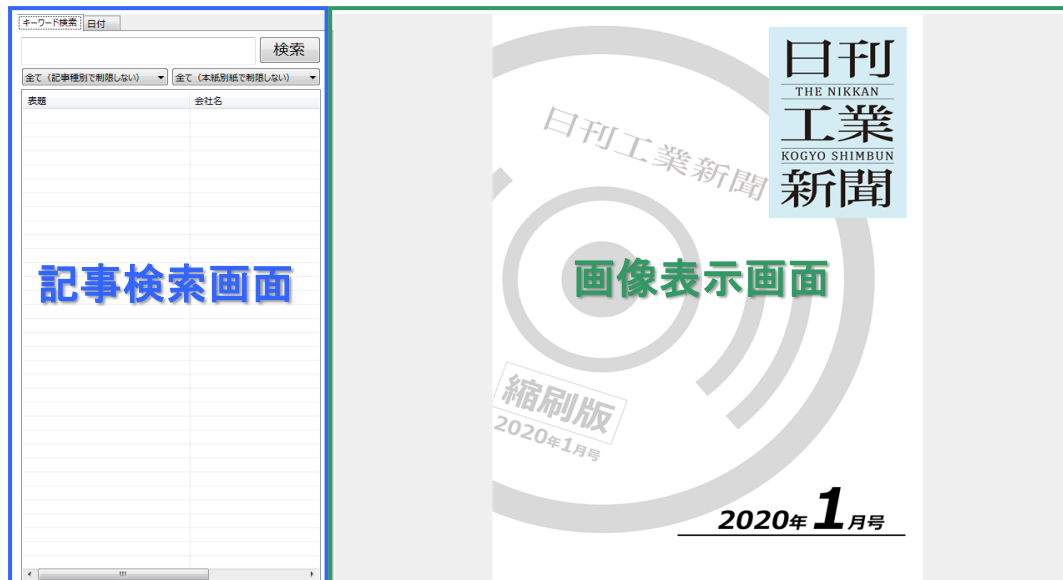 キーワード検索 日付
検索
全て（記事種別で制限しない） 全て（本紙別紙で制限しない）
表題 会社名
記事検索画面
日刊
THE NIKKAN
工業
KOGYO SHIMBUN
新聞
日刊工業新聞
画像表示画面
縮刷版
2020年1月号
2020年1月号